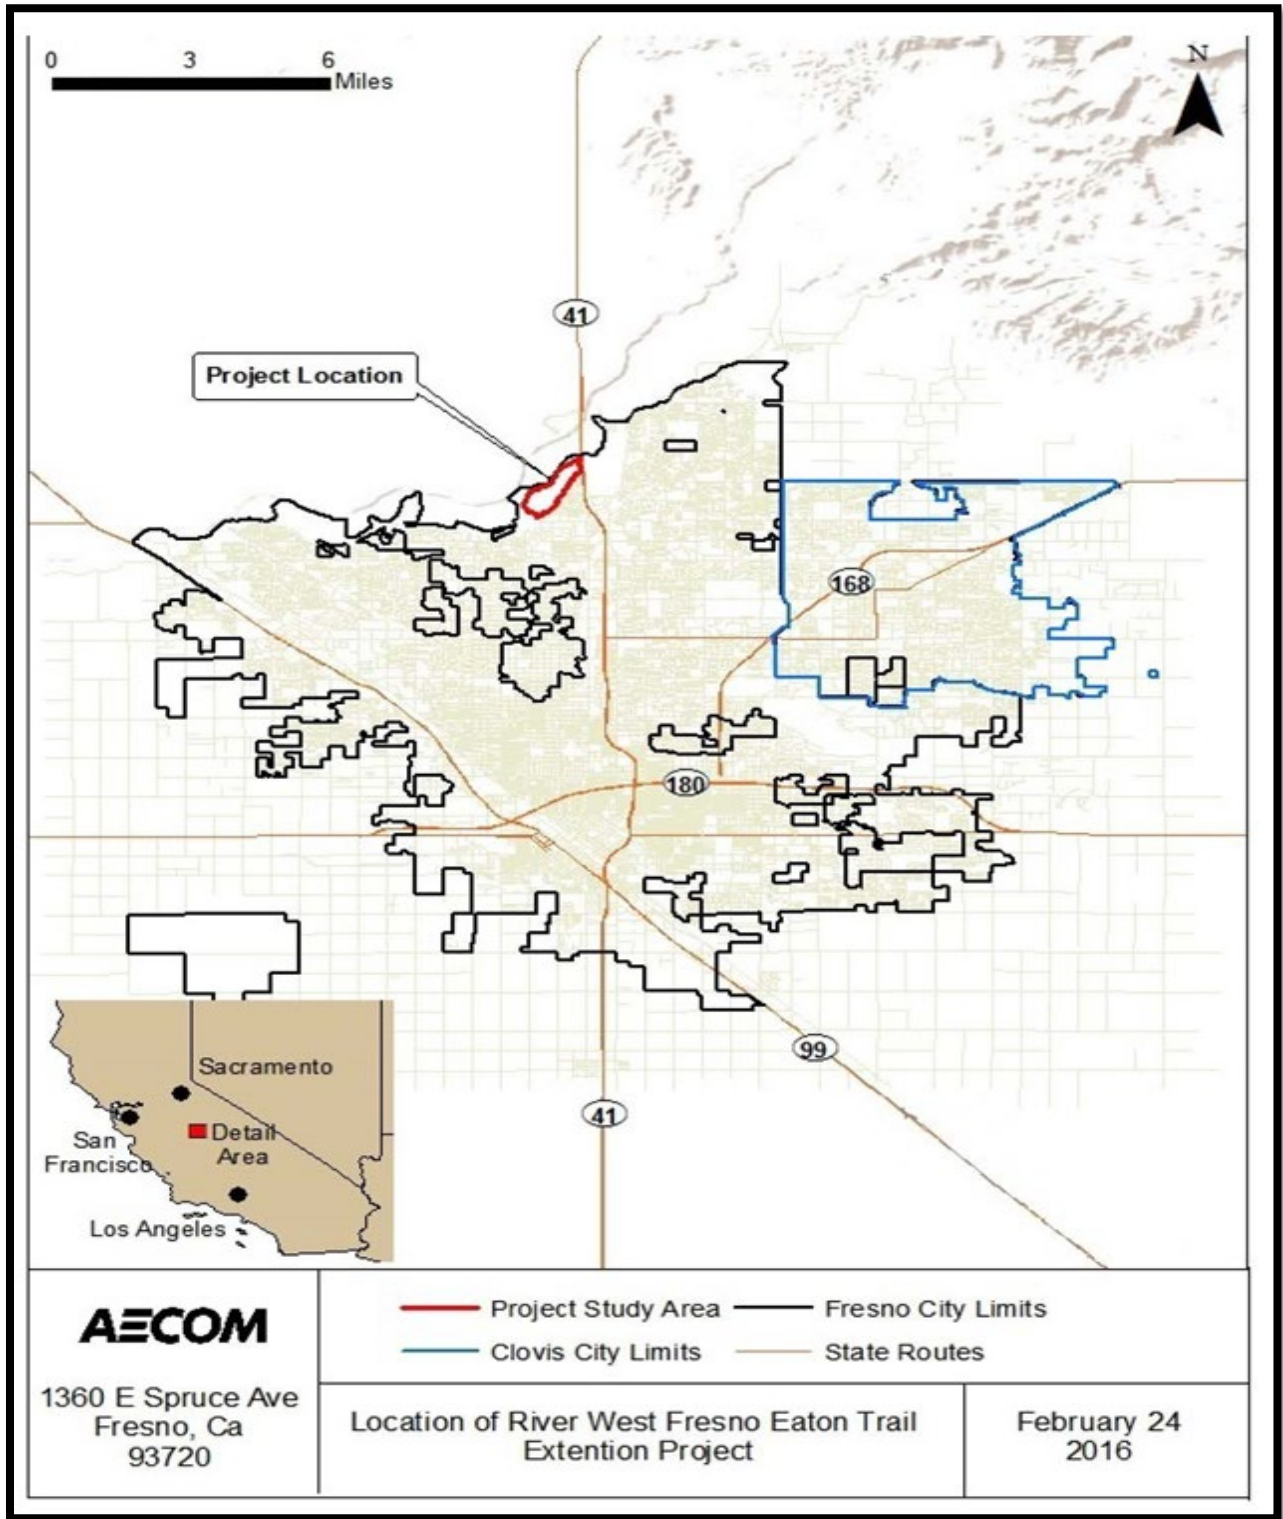 0 3 6
Miles
N
41
Project Location
168
180
99
41
Sacramento
San
Francisco
Detail
Area
Los Angeles
AECOM
1360 E Spruce Ave
Fresno, Ca
93720
Project Study Area
Fresno City Limits
Clovis City Limits
State Routes
Location of River West Fresno Eaton Trail
Extention Project
February 24
2016